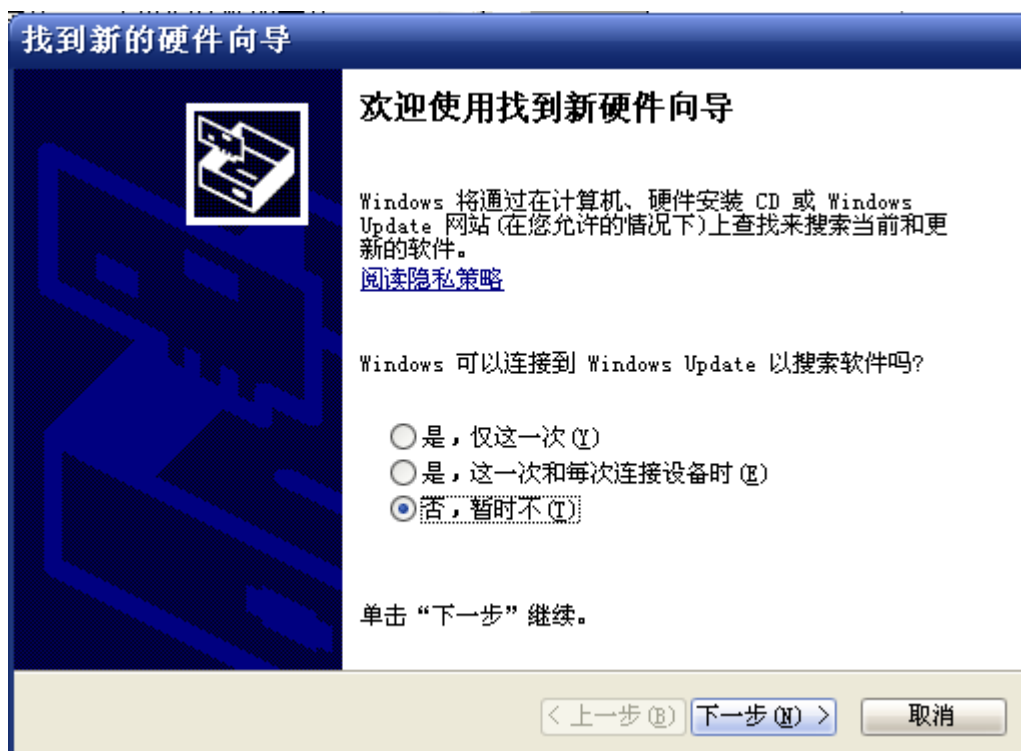 找到新的硬件向导
欢迎使用找到新硬件向导
Windows 将通过在计算机、硬件安装 CD 或 Windows
Update 网站(在您允许的情况下)上查找来搜索当前和更
新的软件。
阅读隐私策略
Windows 可以连接到 Windows Update 以搜索软件吗?
是，仅这一次(Y)
是，这一次和每次连接设备时(E)
否，暂时不(T)
单击“下一步”继续。
< 上一步(B) 下一步(N) > 取消